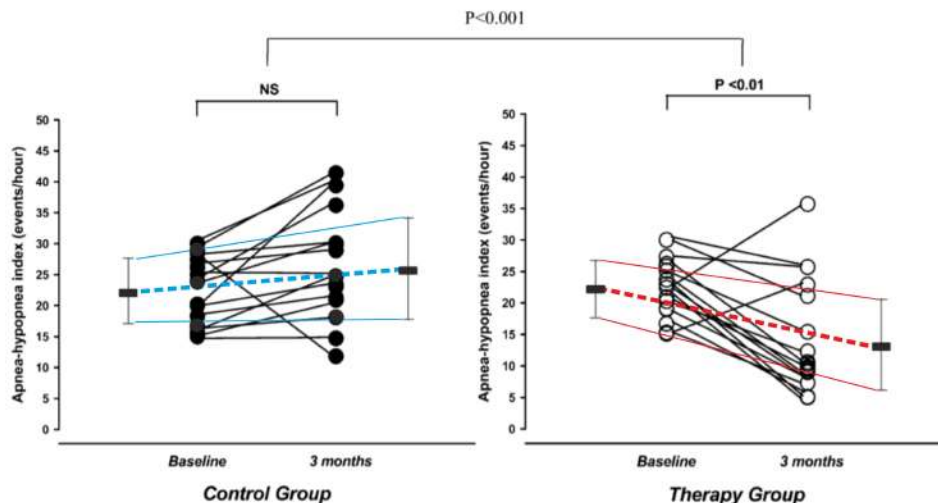 P<0.001
NS
P <0.01
Apnea-hypopnea index (events/hour)
50
45
40
35
30
25
20
15
10
5
0
Baseline
3 months
Control Group
Apnea-hypopnea index (events/hour)
50
45
40
35
30
25
20
15
10
5
0
Baseline
3 months
Therapy Group